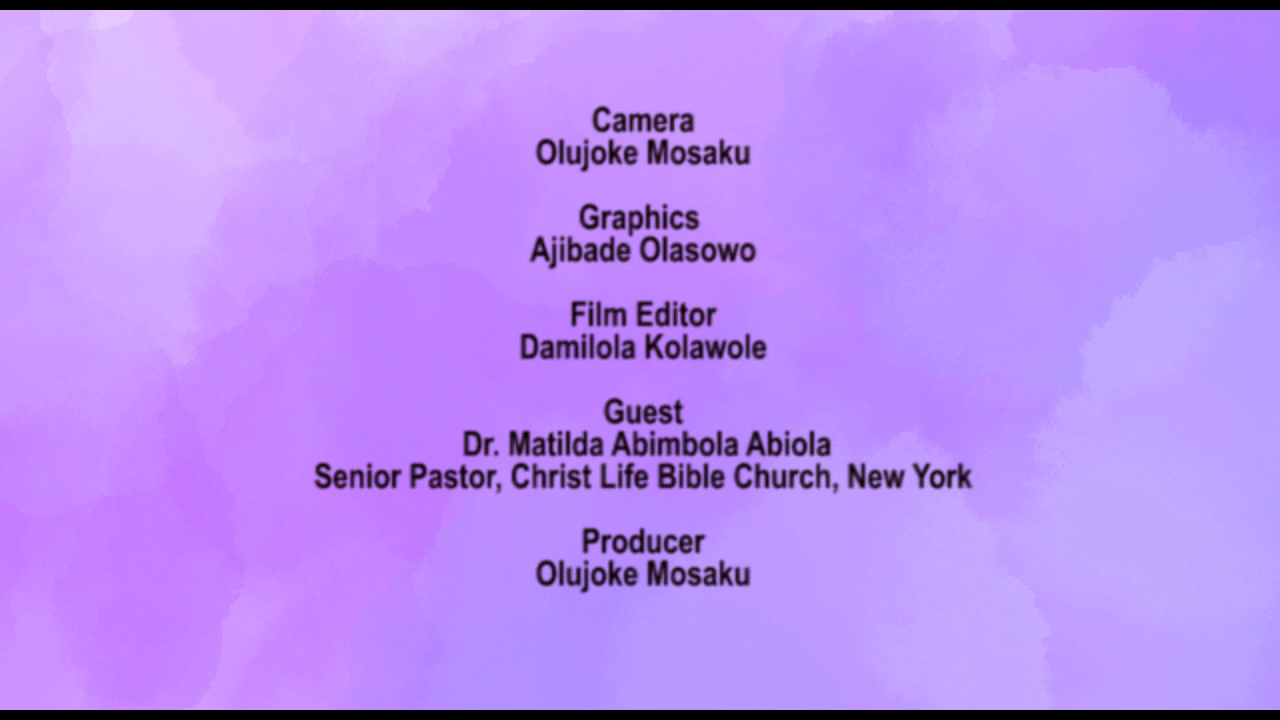 Camera
Olujoke Mosaku
Graphics
Ajibade Olasowo
Film Editor
Damilola Kolawole
Guest
Dr. Matilda Abimbola Abiola
Senior Pastor, Christ Life Bible Church, New York
Producer
Olujoke Mosaku